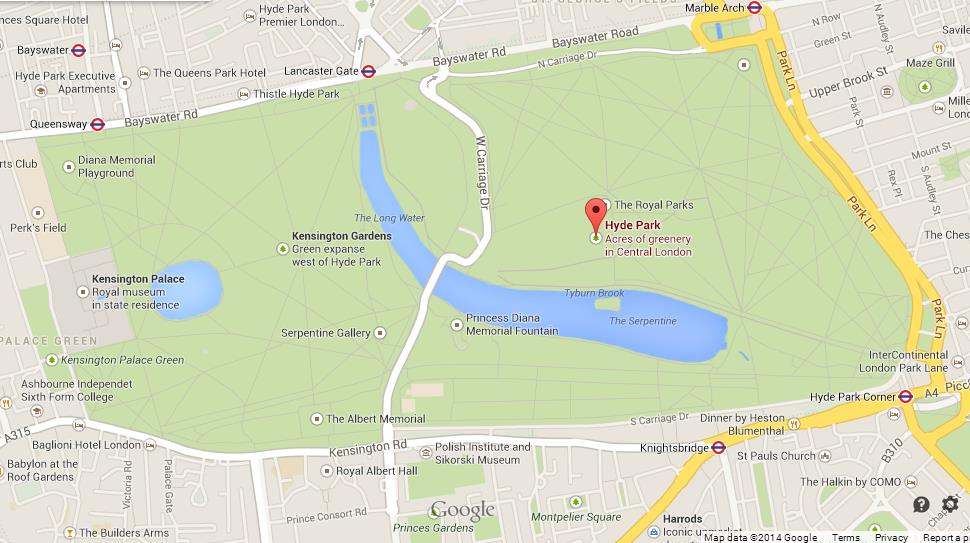 nces Square Hotel
Hyde Park
Premier London...
Marble Arch
N Row
Green St
N Audley St
Savile
Bayswater
Bayswater Rd
Bayswater Road
N Carriage Dr
Park Ln
Maze Grill
Hyde Park Executive
Apartments
The Queens Park Hotel
Lancaster Gate
Upper Brook St
Thistle Hyde Park
Park St
Mille
Lon
Queensway
Bayswater Rd
W Carriage Dr
Mount St
rts Club
Diana Memorial
Playground
Rex Pl
S Audley St
Perk's Field
The Long Water
The Royal Parks
Park Ln
Hyde Park
Acres of greenery
in Central London
Kensington Gardens
Green expanse
west of Hyde Park
The Ches
Kensington Palace
Royal museum
in state residence
Tyburn Brook
The Serpentine
Park Ln
Princess Diana
Memorial Fountain
Serpentine Gallery
PALACE GREEN
Kensington Palace Green
InterContinental
London Park Lane
Ashbourne Independet
Sixth Form College
Hyde Park Corner
A4
Picc
The Albert Memorial
S Carriage Dr
Dinner by Heston
Blumenthal
A315
Baglioni Hotel London
Kensington Rd
Polish Institute and
Sikorski Museum
Knightsbridge
St Pauls Church
B310
Babylon at the
Roof Gardens
Victoria Rd
Palace Gate
Royal Albert Hall
The Halkin by COMO
Prince Consort Rd
Google
Princes Gardens
Montpelier Square
Harrods
Iconic upmarket
The Builders Arms
Map data ©2014 Google
Terms
Privacy
Report a p